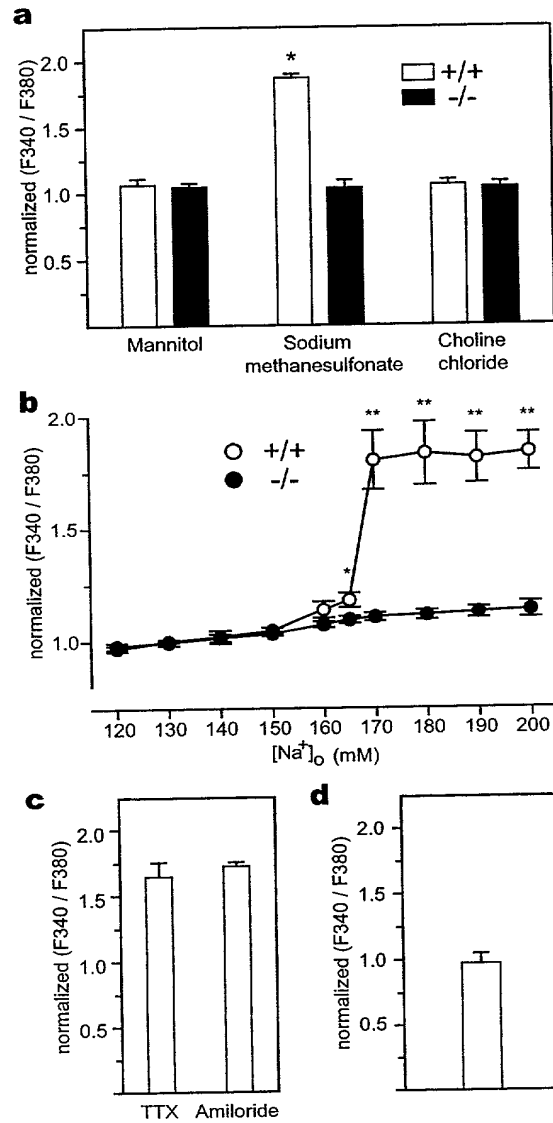 a
normalized (F340 / F380)
2.0
1.5
1.0
0.5
*
+/+
-/-
Mannitol
Sodium
methanesulfonate
Choline
chloride
b
normalized (F340 / F380)
2.0
1.5
1.0
+/+
-/-
*
** ** ** **
120 130 140 150 160 170 180 190 200
[Na+]o (mM)
c
normalized (F340 / F380)
2.0
1.5
1.0
0.5
TTX Amiloride
d
normalized (F340 / F380)
2.0
1.5
1.0
0.5